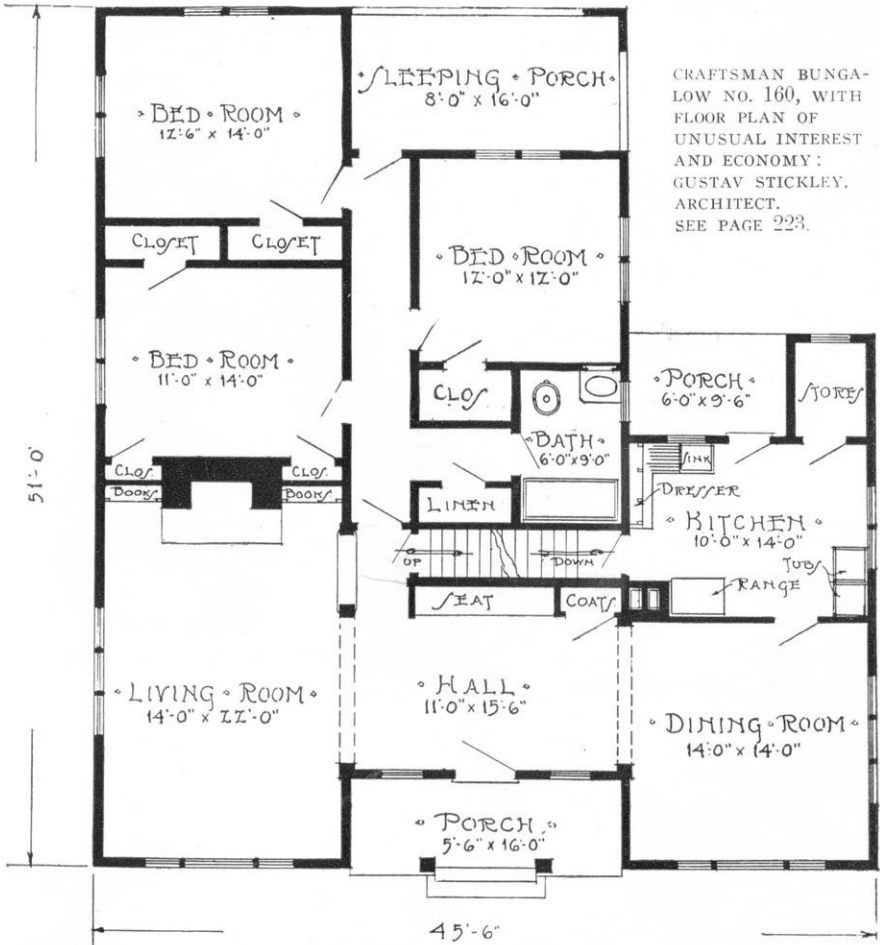 CRAFTSMAN BUNGA-
LOW NO. 160, WITH
FLOOR PLAN OF
UNUSUAL INTEREST
AND ECONOMY:
GUSTAV STICKLEY,
ARCHITECT.
SEE PAGE 223.
SLEEPING PORCH
8'-0" x 16'-0"
BED ROOM
12'-6" x 14'-0"
CLOSET
CLOSET
BED ROOM
12'-0" x 12'-0"
BED ROOM
11'-0" x 14'-0"
CLOS
PORCH
6'-0" x 9'-6"
STORES
BATH
6'-0" x 9'-0"
CLOS.
CLOS.
BOOKS
BOOKS
LINEN
SINK
DRESSER
KITCHEN
10'-0" x 14'-0"
TUBS
RANGE
UP
DOWN
SEAT
COATS
LIVING ROOM
14'-0" x 22'-0"
HALL
11'-0" x 15'-6"
DINING ROOM
14'-0" x 14'-0"
PORCH
5'-6" x 16'-0"
51'-0"
45'-6"